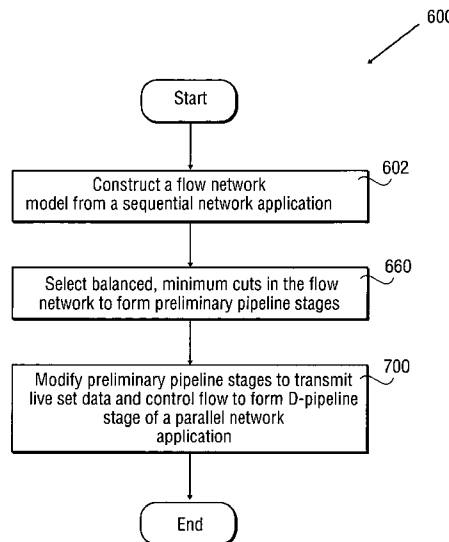 600
Start
602
Construct a flow network
model from a sequential network application
660
Select balanced, minimum cuts in the flow
network to form preliminary pipeline stages
700
Modify preliminary pipeline stages to transmit
live set data and control flow to form D-pipeline
stage of a parallel network
application
End